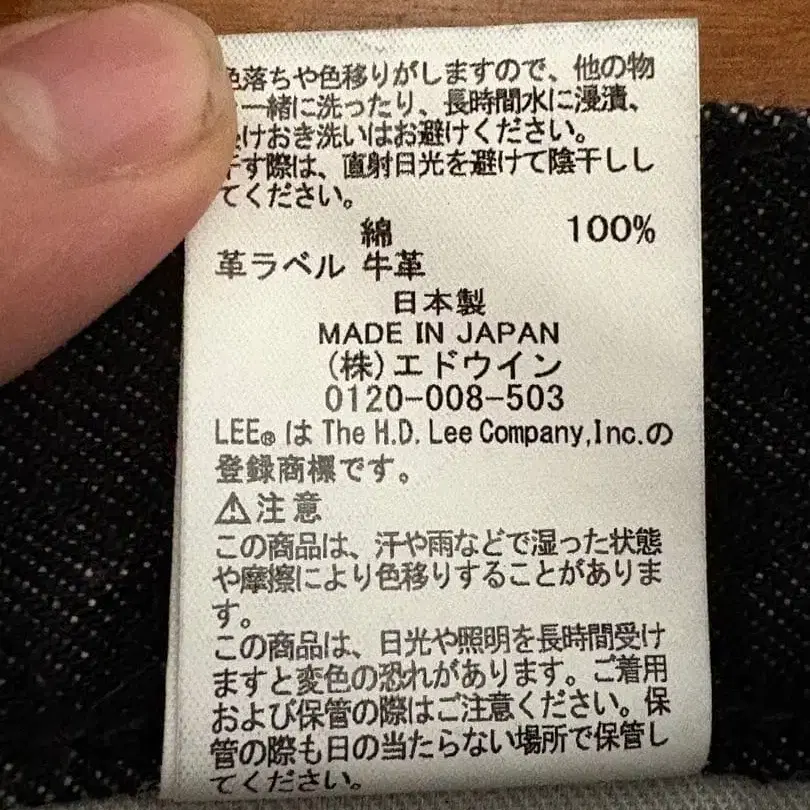 色落ちや色移りがしますので、他の物
一緒に洗ったり、長時間水に浸漬、
けおき洗いはお避けください。
干す際は、直射日光を避けて陰干しし
てください。
綿 100%
革ラベル 牛革
日本製
MADE IN JAPAN
(株)エドウイン
0120-008-503
LEE® は The H.D. Lee Company,Inc.の
登録商標です。
⚠注意
この商品は、汗や雨などで湿った状態
や摩擦により色移りすることがありま
す。
この商品は、日光や照明を長時間受け
ますと変色の恐れがあります。ご着用
および保管の際はご注意ください。保
管の際も日の当たらない場所で保管し
てください。